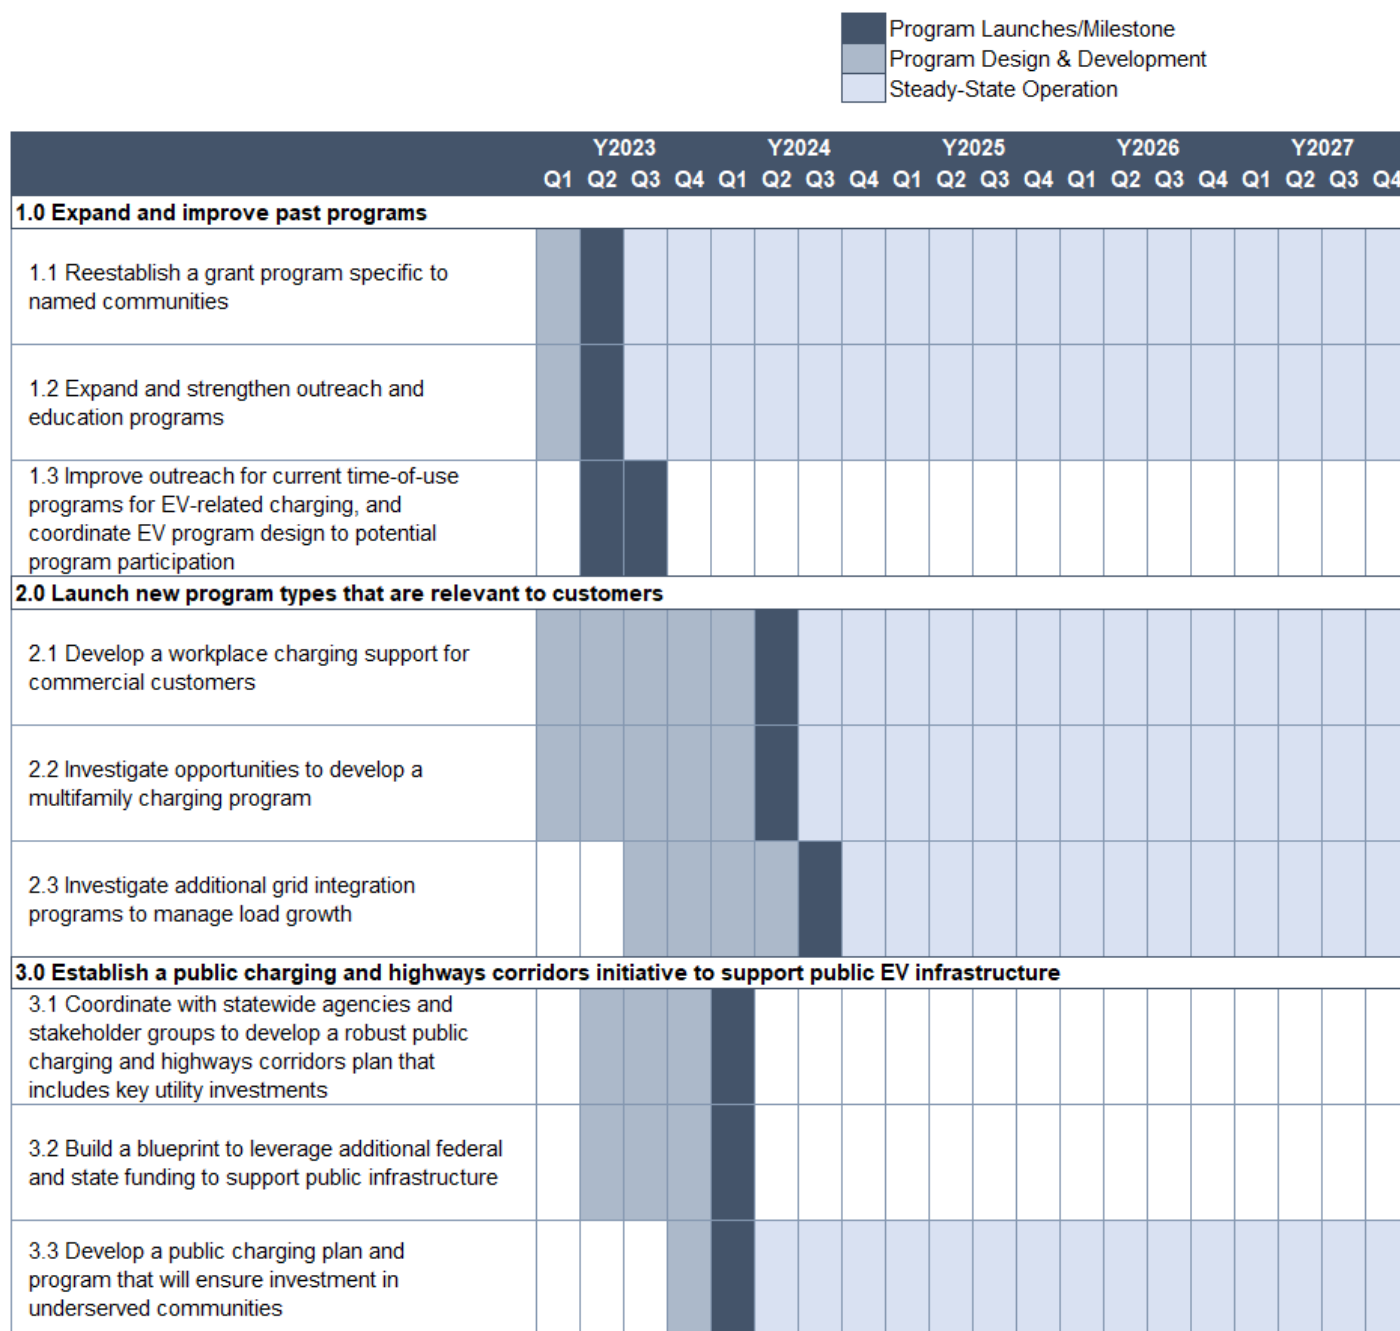 Program Launches/Milestone
Program Design & Development
Steady-State Operation
Y2023 Y2024 Y2025 Y2026 Y2027
Q1 Q2 Q3 Q4 Q1 Q2 Q3 Q4 Q1 Q2 Q3 Q4 Q1 Q2 Q3 Q4 Q1 Q2 Q3 Q4
1.0 Expand and improve past programs
1.1 Reestablish a grant program specific to
named communities
1.2 Expand and strengthen outreach and
education programs
1.3 Improve outreach for current time-of-use
programs for EV-related charging, and
coordinate EV program design to potential
program participation
2.0 Launch new program types that are relevant to customers
2.1 Develop a workplace charging support for
commercial customers
2.2 Investigate opportunities to develop a
multifamily charging program
2.3 Investigate additional grid integration
programs to manage load growth
3.0 Establish a public charging and highways corridors initiative to support public EV infrastructure
3.1 Coordinate with statewide agencies and
stakeholder groups to develop a robust public
charging and highways corridors plan that
includes key utility investments
3.2 Build a blueprint to leverage additional federal
and state funding to support public infrastructure
3.3 Develop a public charging plan and
program that will ensure investment in
underserved communities